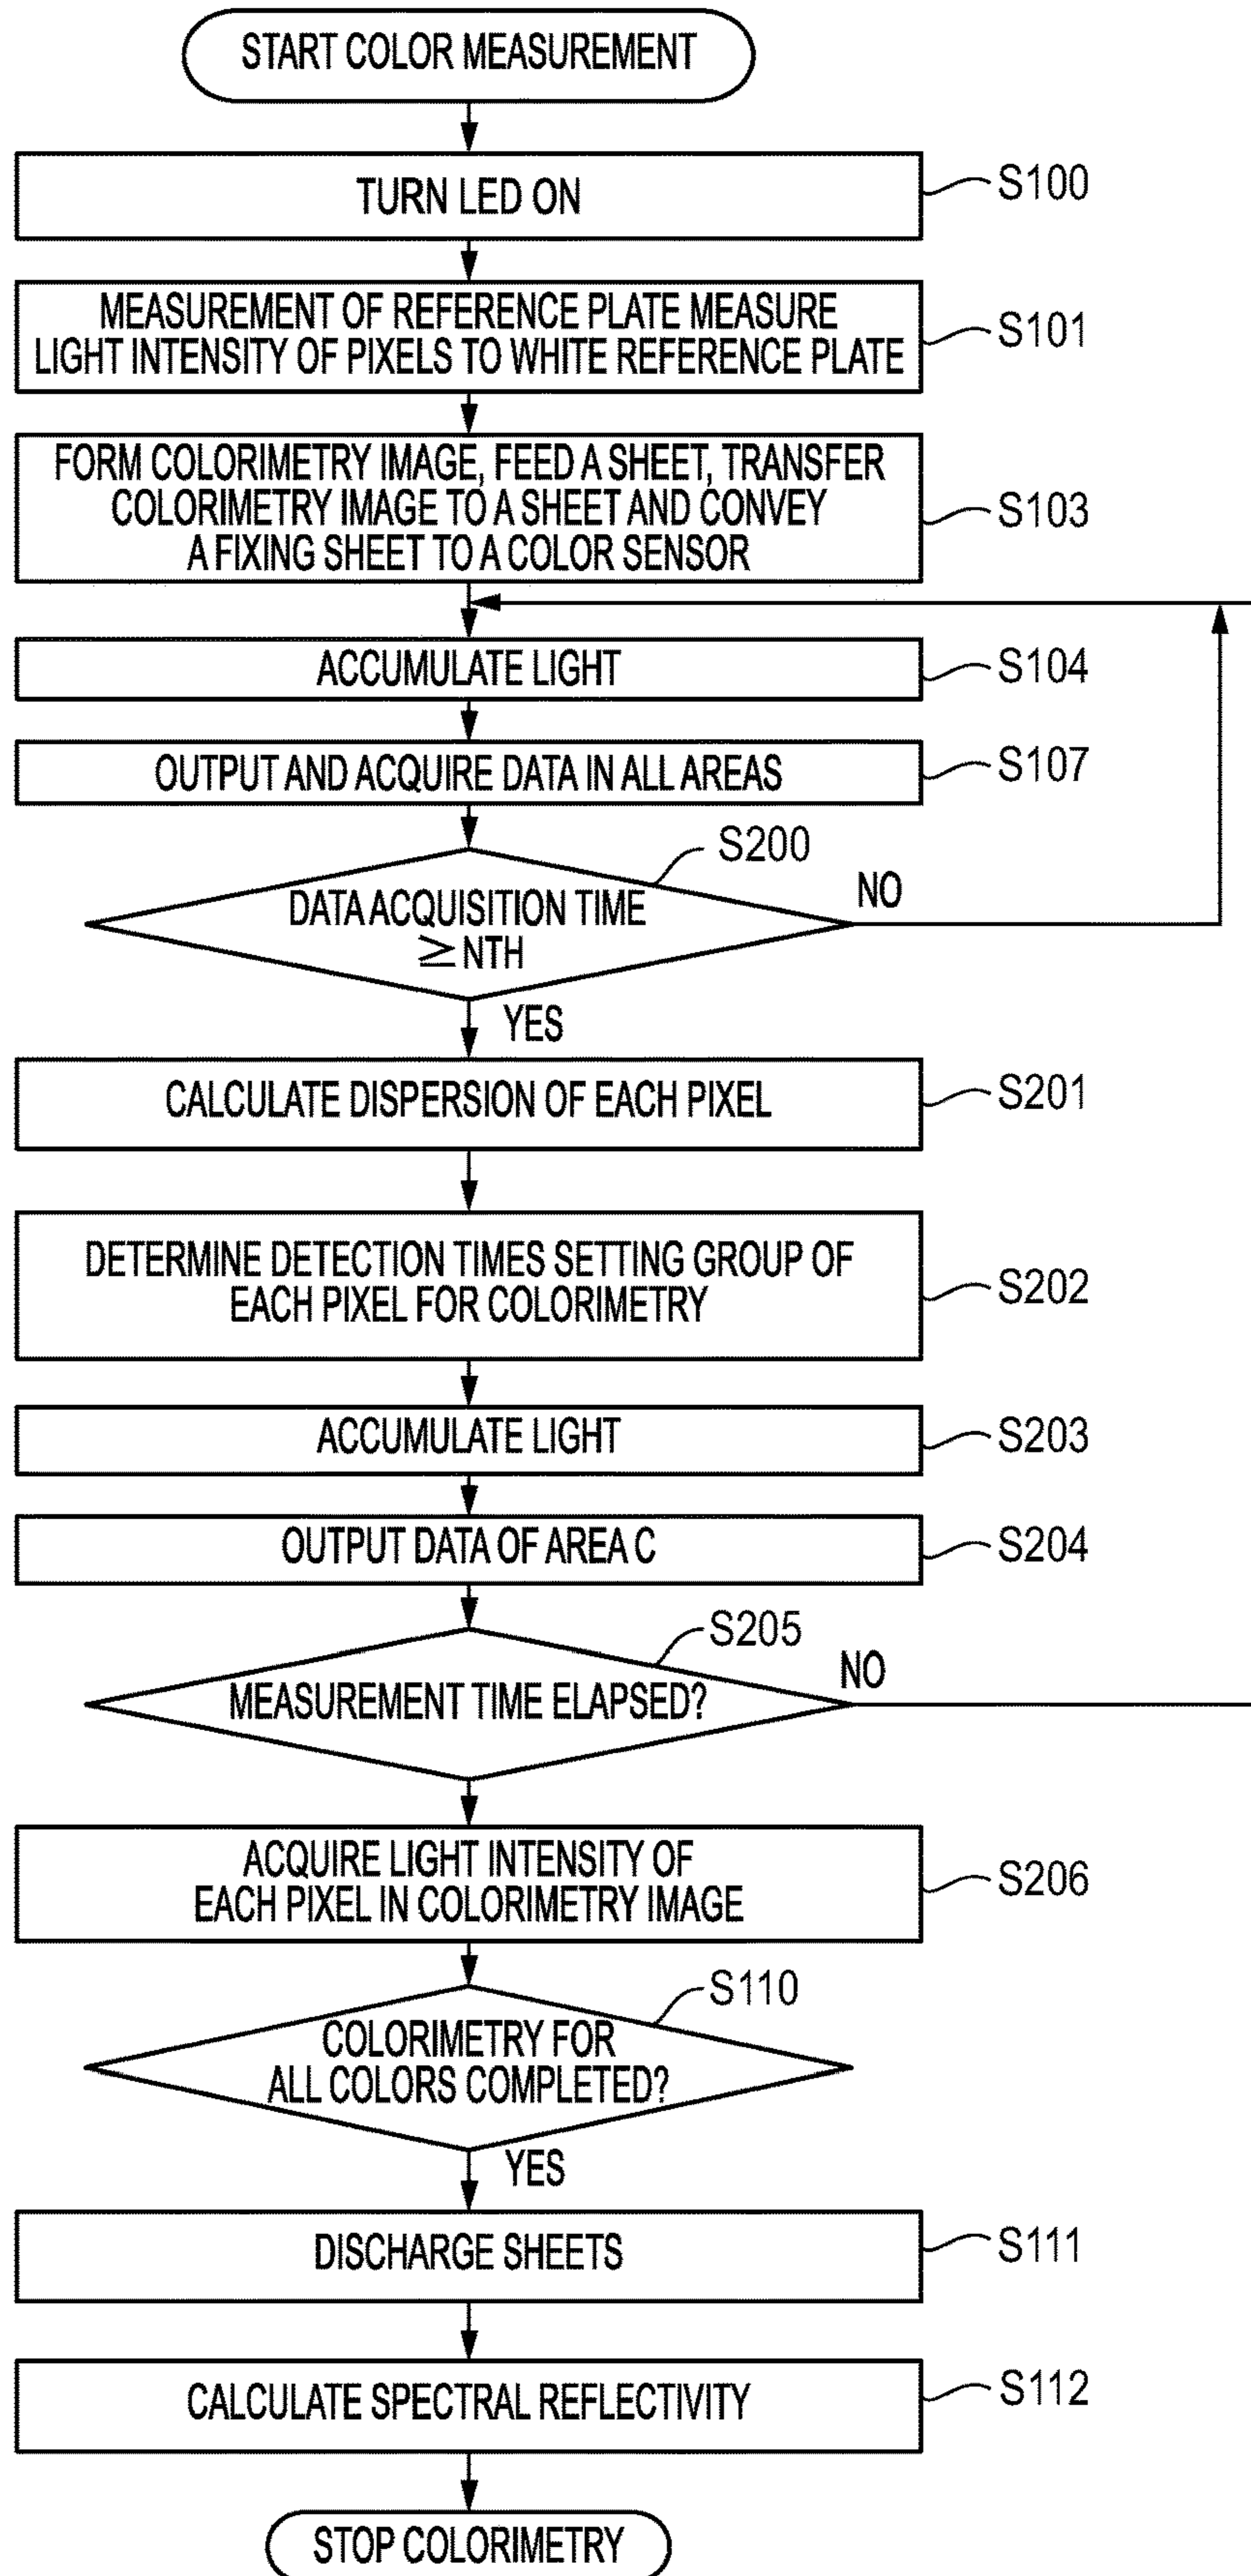 START COLOR MEASUREMENT
TURN LED ON
S100
MEASUREMENT OF REFERENCE PLATE MEASURE
LIGHT INTENSITY OF PIXELS TO WHITE REFERENCE PLATE
S101
FORM COLORIMETRY IMAGE, FEED A SHEET, TRANSFER
COLORIMETRY IMAGE TO A SHEET AND CONVEY
A FIXING SHEET TO A COLOR SENSOR
S103
ACCUMULATE LIGHT
S104
OUTPUT AND ACQUIRE DATA IN ALL AREAS
S107
S200
DATA ACQUISITION TIME
≥ NTH
NO
YES
CALCULATE DISPERSION OF EACH PIXEL
S201
DETERMINE DETECTION TIMES SETTING GROUP OF
EACH PIXEL FOR COLORIMETRY
S202
ACCUMULATE LIGHT
S203
OUTPUT DATA OF AREA C
S204
S205
MEASUREMENT TIME ELAPSED?
NO
ACQUIRE LIGHT INTENSITY OF
EACH PIXEL IN COLORIMETRY IMAGE
S206
S110
COLORIMETRY FOR
ALL COLORS COMPLETED?
YES
DISCHARGE SHEETS
S111
CALCULATE SPECTRAL REFLECTIVITY
S112
STOP COLORIMETRY